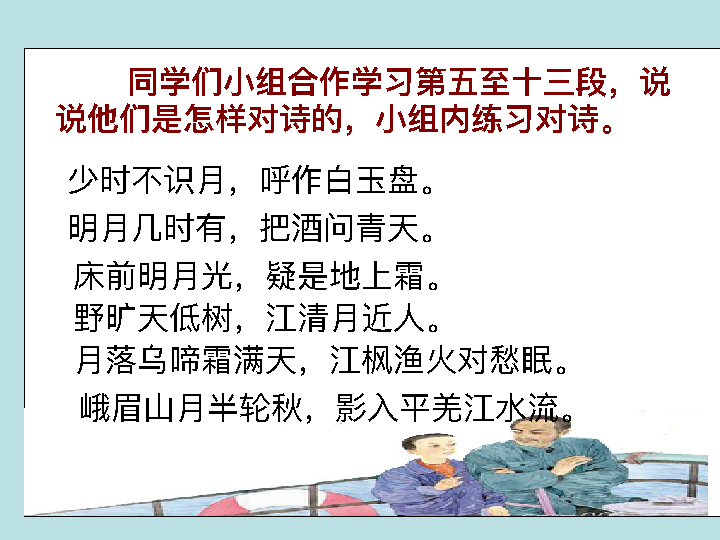 同学们小组合作学习第五至十三段，说
说他们是怎样对诗的，小组内练习对诗。
少时不识月，呼作白玉盘。
明月几时有，把酒问青天。
床前明月光，疑是地上霜。
野旷天低树，江清月近人。
月落乌啼霜满天，江枫渔火对愁眠。
峨眉山月半轮秋，影入平羌江水流。